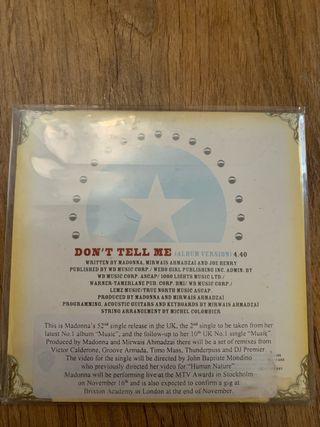 DON'T TELL ME (ALBUM VERSION) 4:40
WRITTEN BY MADONNA, MIRWAIS AHMADZAI AND JOE HENRY
PUBLISHED BY WB MUSIC CORP./ WEBO GIRL PUBLISHING INC. ADMIN. BY
WB MUSIC CORP. ASCAP/ 1000 LIGHTS MUSIC LTD./
WARNER-TAMERLANE PUB. CORP. BMI/ WB MUSIC CORP./
LEMZ MUSIC/TRUE NORTH MUSIC ASCAP.
PRODUCED BY MADONNA AND MIRWAIS AHMADZAI
PROGRAMMING, ACOUSTIC GUITARS AND KEYBOARDS BY MIRWAIS AHMADZAI
STRING ARRANGEMENT BY MICHEL COLOMBIER
This is Madonna's 52nd single release in the UK, the 2nd single to be taken from her
latest No.1 album "Music", and the follow-up to her 10th UK No.1 single "Music"
Produced by Madonna and Mirwais Ahmadzai there will be a set of remixes from
Victor Calderone, Groove Armada, Timo Mass, Thunderpuss and DJ Premier
The video for the single will be directed by John Baptiste Mondino
who previously directed her video for "Human Nature"
Madonna will be performing live at the MTV Awards in Stockholm
on November 16th and is also expected to confirm a gig at
Brixton Academy in London at the end of November.